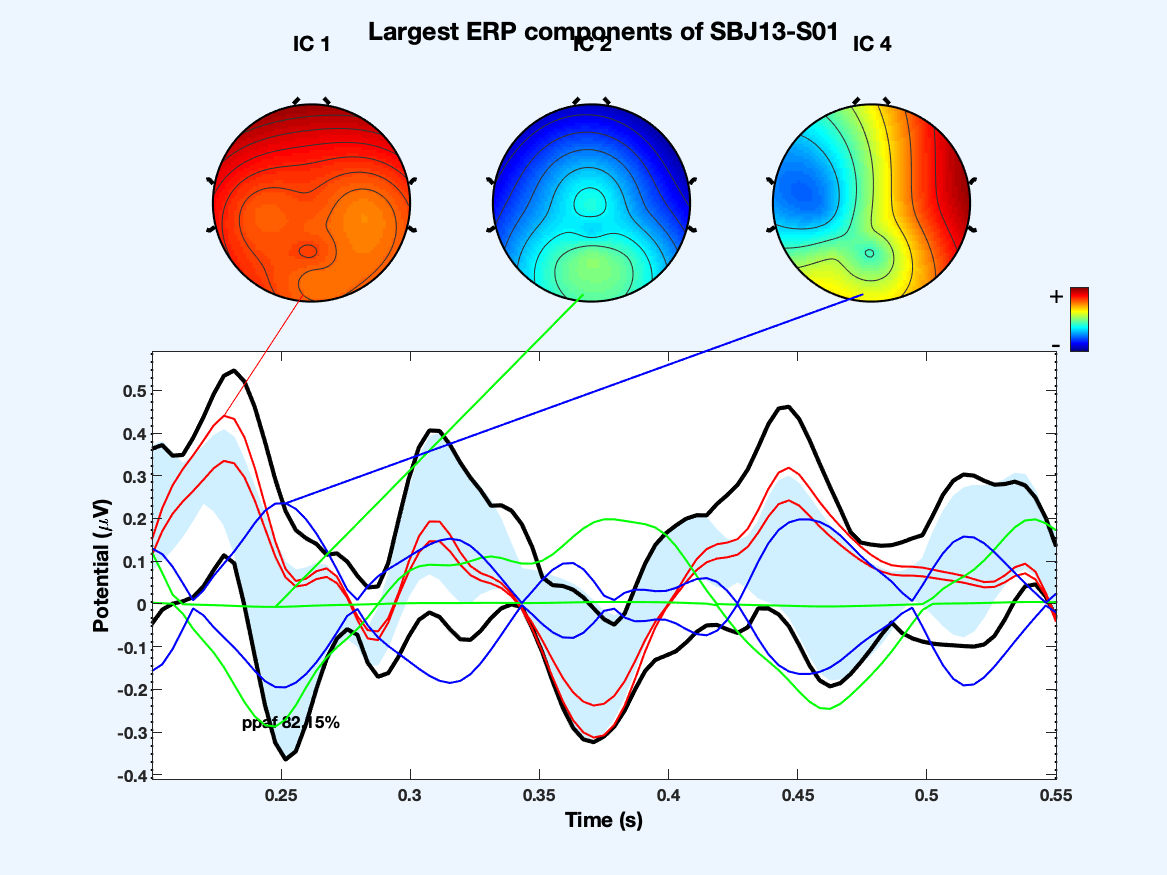 Largest ERP components of SBJ13-S01
IC 1
IC 2
IC 4
+
-
0.5
0.4
0.3
0.2
0.1
0
-0.1
-0.2
-0.3
-0.4
Potential (μV)
ppaf 82.15%
0.25
0.3
0.35
0.4
0.45
0.5
0.55
Time (s)